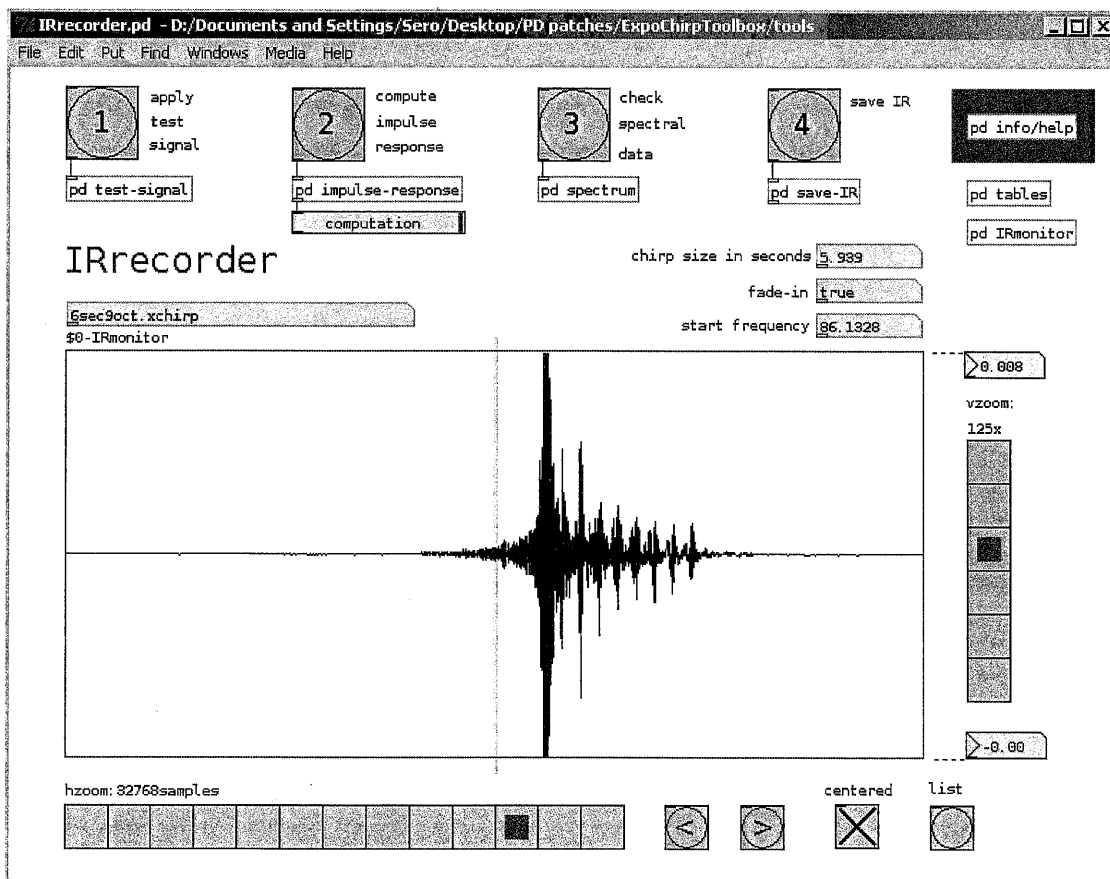 IRrecorder.pd - D:/Documents and Settings/Sero/Desktop/PD patches/ExpoChirpToolbox/tools
File Edit Put Find Windows Media Help
1
apply
test
signal
pd test-signal
2
compute
impulse
response
pd impulse-response
computation
3
check
spectral
data
pd spectrum
4
save IR
pd save-IR
pd info/help
pd tables
pd IRmonitor
IRrecorder
chirp size in seconds 5.939
fade-in true
start frequency 86.1328
6sec9oct.xchirp
$0-IRmonitor
0.008
vzoom:
125x
-0.00
hzoom: 32768samples
< >
centered
list